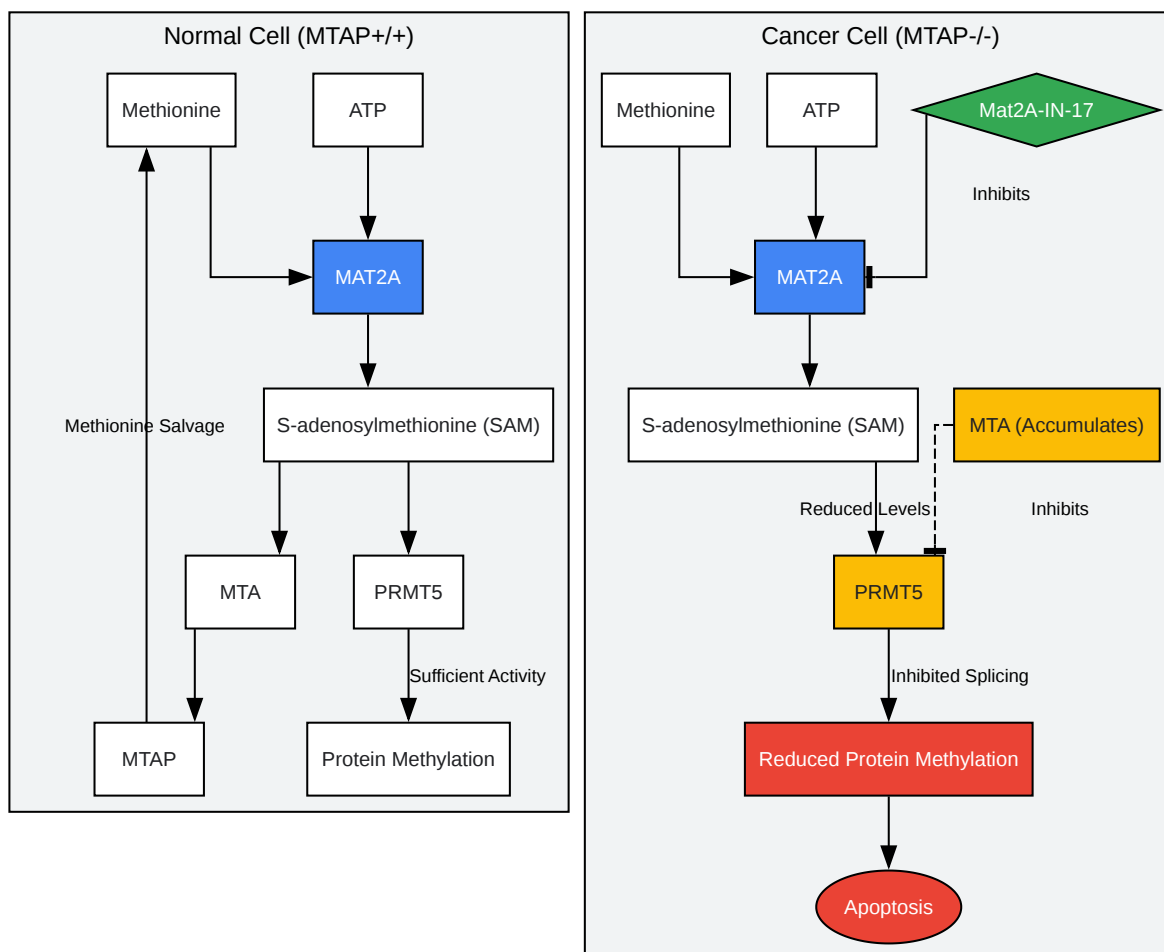 Normal Cell (MTAP+/+)
Methionine
ATP
MAT2A
S-adenosylmethionine (SAM)
Methionine Salvage
MTA
PRMT5
Sufficient Activity
MTAP
Protein Methylation
Cancer Cell (MTAP-/-)
Methionine
ATP
Mat2A-IN-17
Inhibits
MAT2A
S-adenosylmethionine (SAM)
MTA (Accumulates)
Reduced Levels
Inhibits
PRMT5
Inhibited Splicing
Reduced Protein Methylation
Apoptosis